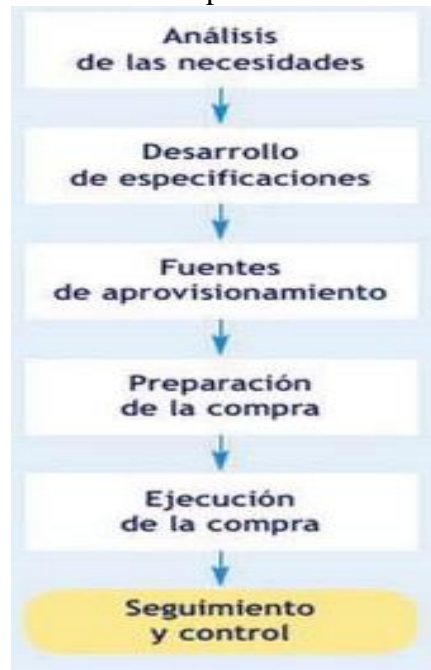 Análisis
de las necesidades
Desarrollo
de especificaciones
Fuentes
de aprovisionamiento
Preparación
de la compra
Ejecución
de la compra
Seguimiento
y control